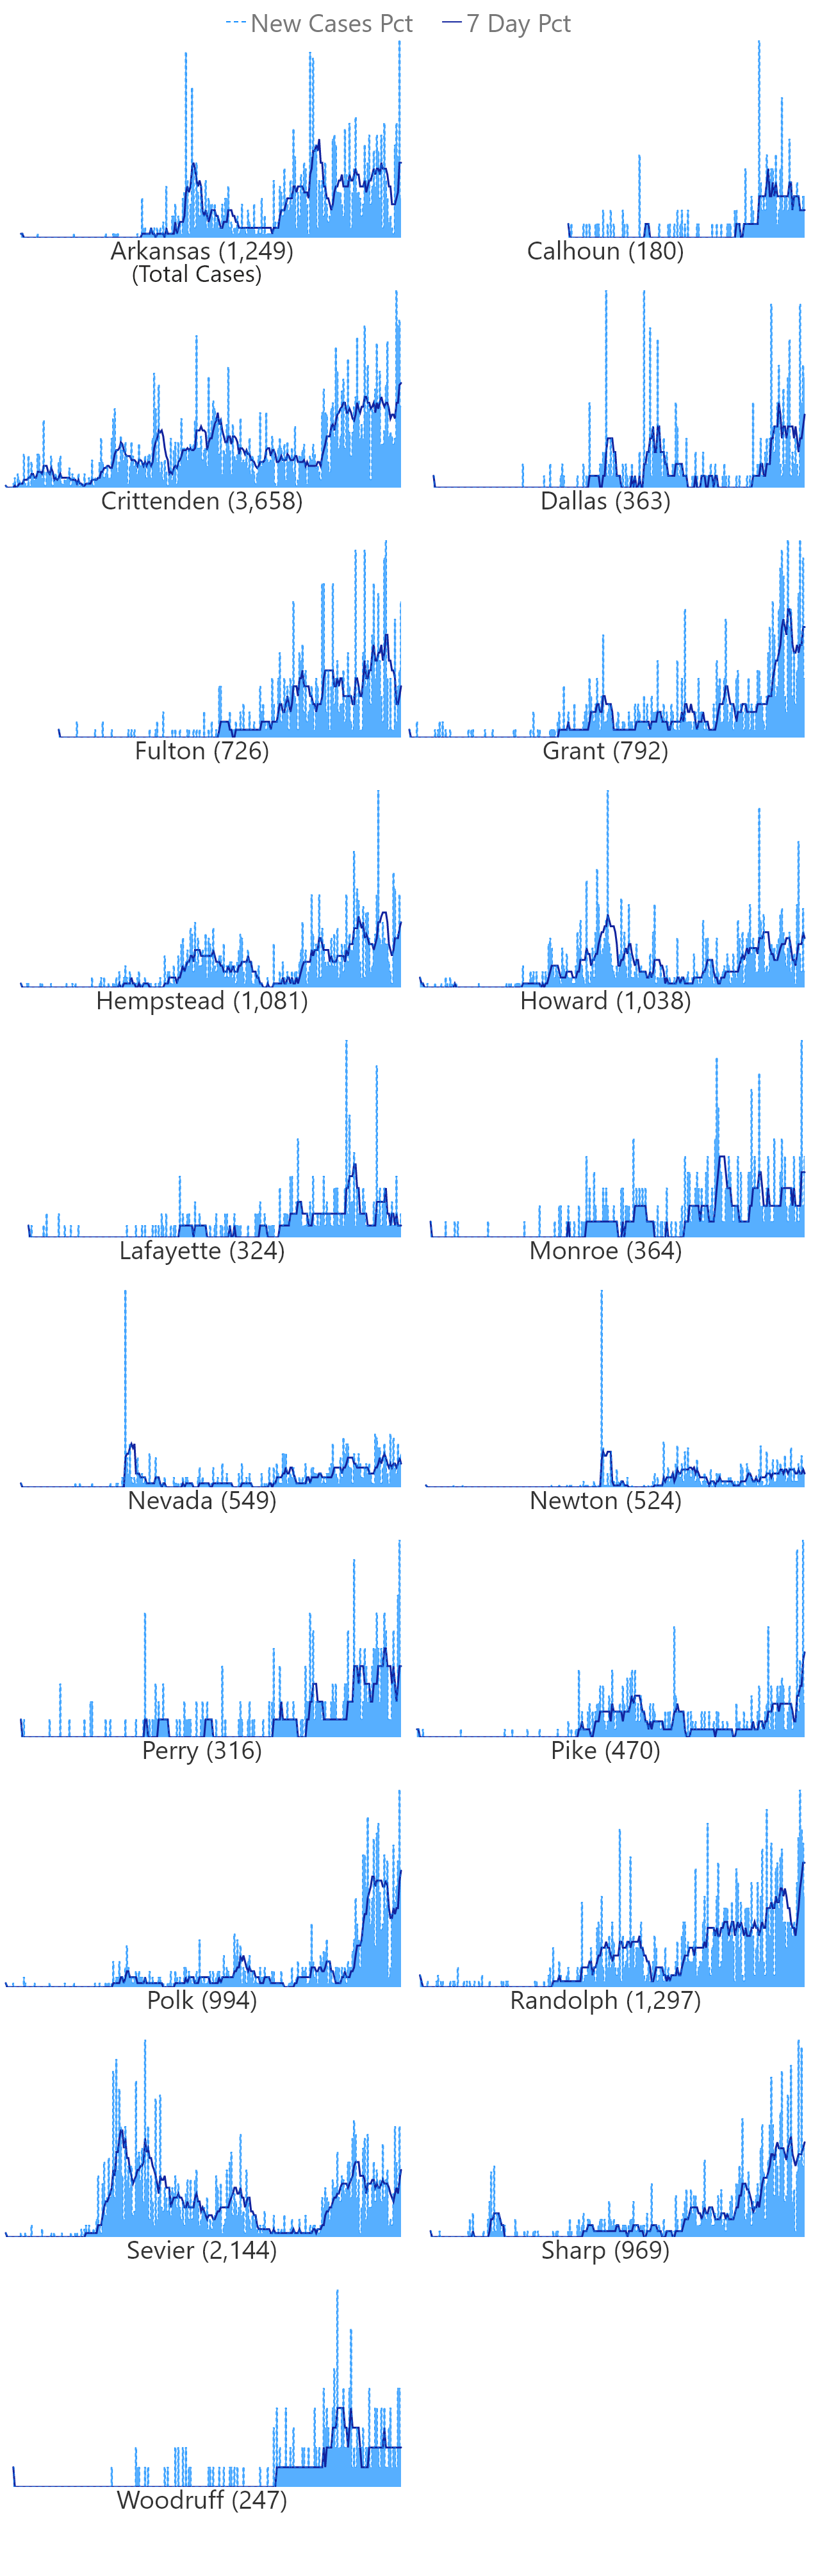 New Cases Pct 7 Day Pct
Arkansas (1,249) Calhoun (180)
(Total Cases)
Crittenden (3,658) Dallas (363)
Fulton (726) Grant (792)
Hempstead (1,081) Howard (1,038)
Lafayette (324) Monroe (364)
Nevada (549) Newton (524)
Perry (316) Pike (470)
Polk (994) Randolph (1,297)
Sevier (2,144) Sharp (969)
Woodruff (247)